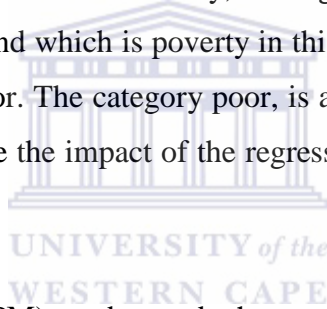 nd which is poverty in this
or. The category poor, is a
e the impact of the regress
UNIVERSITY of the
WESTERN CAPE